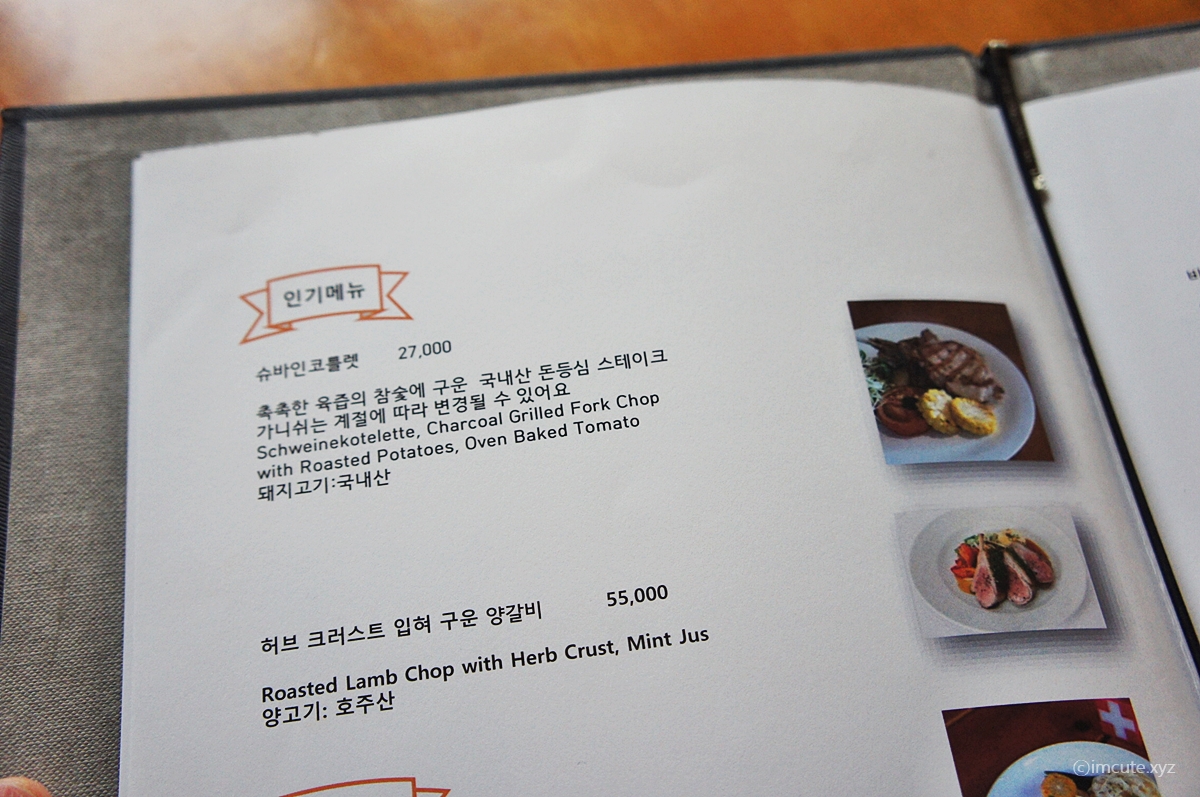 인기메뉴
슈바인코틀렛 27,000
촉촉한 육즙의 참숯에 구운 국내산 돈등심 스테이크
가니쉬는 계절에 따라 변경될 수 있어요
Schweinekotelette, Charcoal Grilled Fork Chop
with Roasted Potatoes, Oven Baked Tomato
돼지고기:국내산
허브 크러스트 입혀 구운 양갈비 55,000
Roasted Lamb Chop with Herb Crust, Mint Jus
양고기: 호주산
ⓒimcute.xyz